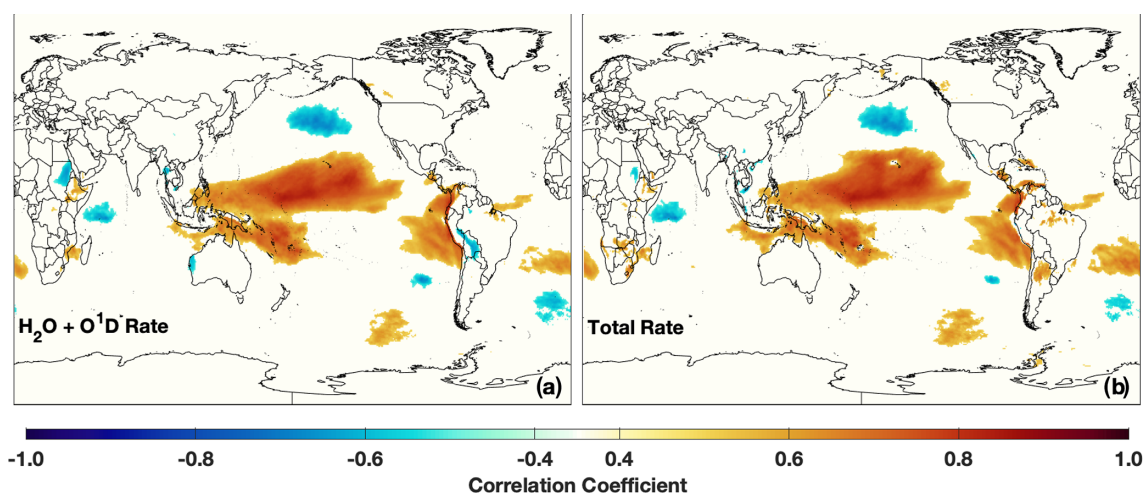 H₂O + O¹D Rate
(a)
Total Rate
(b)
-1.0 -0.8 -0.6 -0.4 0.4 0.6 0.8 1.0
Correlation Coefficient